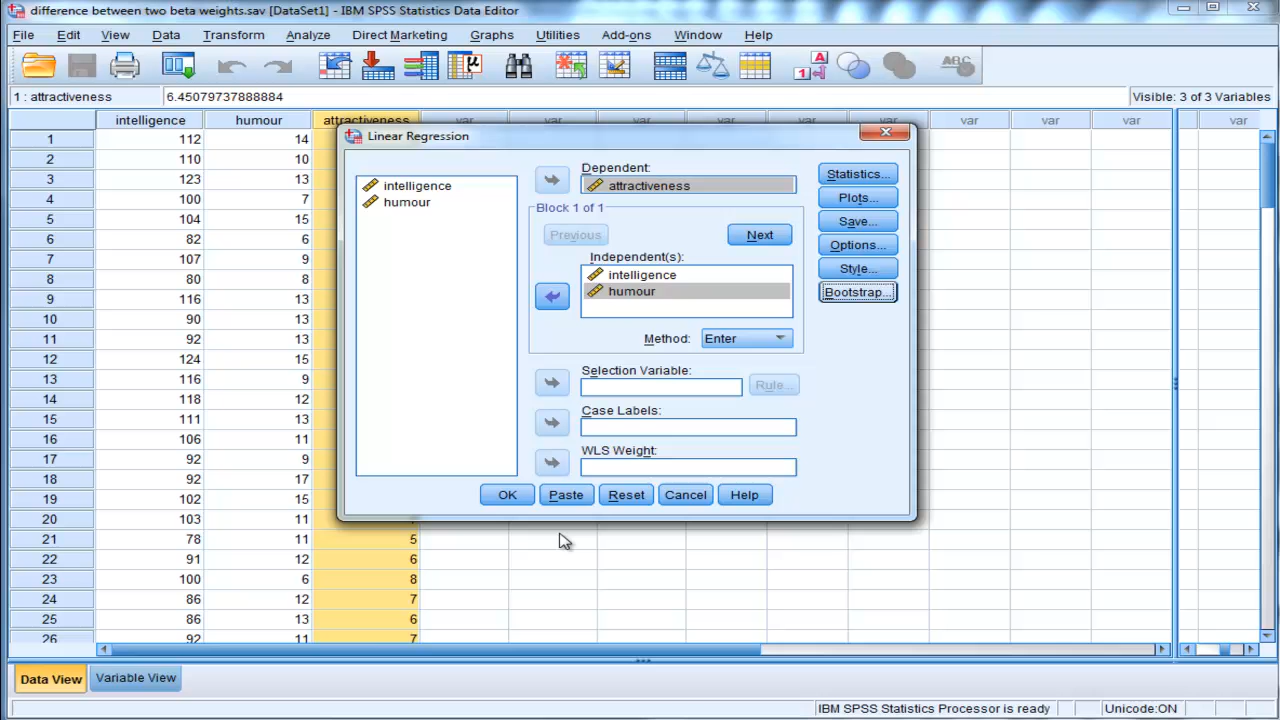 difference between two beta weights.sav [DataSet1] - IBM SPSS Statistics Data Editor
File Edit View Data Transform Analyze Direct Marketing Graphs Utilities Add-ons Window Help
1 : attractiveness 6.45079737888884 Visible: 3 of 3 Variables
intelligence humour attractiveness var var var var var var var var var
1 112 14
2 110 10
3 123 13
4 100 7
5 104 15
6 82 6
7 107 9
8 80 8
9 116 13
10 90 13
11 92 13
12 124 15
13 116 9
14 118 12
15 111 13
16 106 11
17 92 9
18 92 17
19 102 15
20 103 11
21 78 11 5
22 91 12 6
23 100 6 8
24 86 12 7
25 86 13 6
26 92 11 7
Linear Regression
intelligence
humour
Dependent:
attractiveness
Block 1 of 1
Previous Next
Independent(s):
intelligence
humour
Method: Enter
Selection Variable:
Rule...
Case Labels:
WLS Weight:
Statistics...
Plots...
Save...
Options...
Style...
Bootstrap...
OK Paste Reset Cancel Help
Data View Variable View
IBM SPSS Statistics Processor is ready Unicode:ON